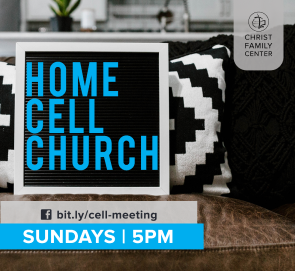 CHRIST
FAMILY
CENTER
HOME
CELL
CHURCH
bit.ly/cell-meeting
SUNDAYS | 5PM